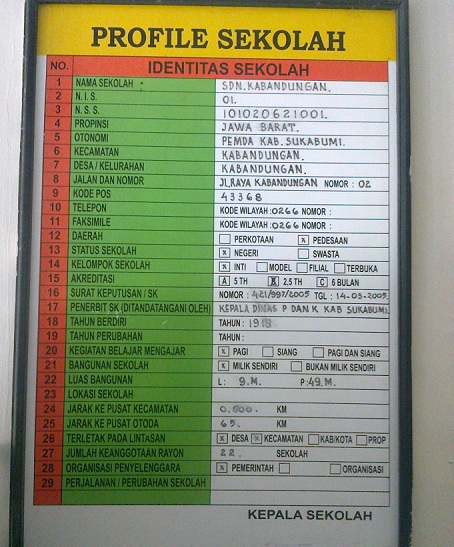 PROFILE SEKOLAH
NO. IDENTITAS SEKOLAH
1 NAMA SEKOLAH : SDN. KABANDUNGAN.
2 N. I. S. 01.
3 N. S. S. 101020621001.
4 PROPINSI JAWA BARAT.
5 OTONOMI PEMDA KAB. SUKABUMI.
6 KECAMATAN KABANDUNGAN.
7 DESA / KELURAHAN KABANDUNGAN.
8 JALAN DAN NOMOR Jl. RAYA KABANDUNGAN NOMOR : 02
9 KODE POS 43368
10 TELEPON KODE WILAYAH : 0266 NOMOR :
11 FAKSIMILE KODE WILAYAH : 0266 NOMOR :
12 DAERAH PERKOTAAN x PEDESAAN
13 STATUS SEKOLAH x NEGERI SWASTA
14 KELOMPOK SEKOLAH x INTI MODEL FILIAL TERBUKA
15 AKREDITASI A 5 TH 2,5 TH C 6 BULAN
16 SURAT KEPUTUSAN / SK NOMOR : 421/997/2005 TGL : 14-03-2005.
17 PENERBIT SK (DITANDATANGANI OLEH) KEPALA DINAS P DAN K KAB SUKABUMI.
18 TAHUN BERDIRI TAHUN :
19 TAHUN PERUBAHAN TAHUN :
20 KEGIATAN BELAJAR MENGAJAR x PAGI SIANG PAGI DAN SIANG
21 BANGUNAN SEKOLAH x MILIK SENDIRI BUKAN MILIK SENDIRI
22 LUAS BANGUNAN L : 9.M. P:49.M.
23 LOKASI SEKOLAH
24 JARAK KE PUSAT KECAMATAN KM
25 JARAK KE PUSAT OTODA 65. KM
26 TERLETAK PADA LINTASAN x DESA x KECAMATAN KAB/KOTA PROP
27 JUMLAH KEANGGOTAAN RAYON 22. SEKOLAH
28 ORGANISASI PENYELENGGARA x PEMERINTAH ORGANISASI
29 PERJALANAN / PERUBAHAN SEKOLAH
KEPALA SEKOLAH